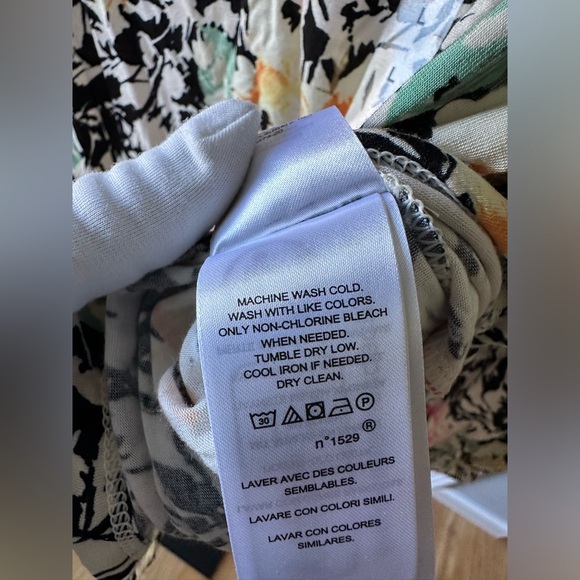 MACHINE WASH COLD.
WASH WITH LIKE COLORS.
ONLY NON-CHLORINE BLEACH
WHEN NEEDED.
TUMBLE DRY LOW.
COOL IRON IF NEEDED.
DRY CLEAN.
30 P
n°1529 ®
LAVER AVEC DES COULEURS
SEMBLABLES.
LAVARE CON COLORI SIMILI.
LAVAR CON COLORES
SIMILARES.